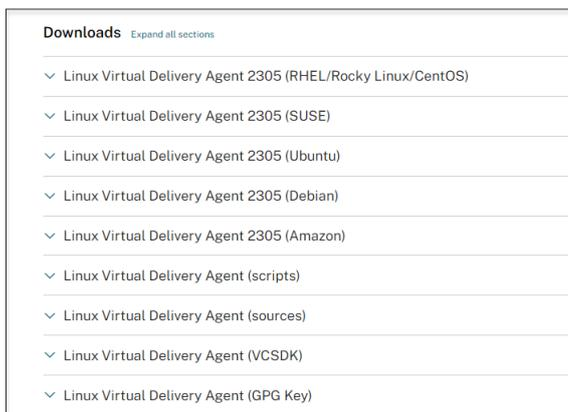 Downloads Expand all sections
Linux Virtual Delivery Agent 2305 (RHEL/Rocky Linux/CentOS)
Linux Virtual Delivery Agent 2305 (SUSE)
Linux Virtual Delivery Agent 2305 (Ubuntu)
Linux Virtual Delivery Agent 2305 (Debian)
Linux Virtual Delivery Agent 2305 (Amazon)
Linux Virtual Delivery Agent (scripts)
Linux Virtual Delivery Agent (sources)
Linux Virtual Delivery Agent (VCSDK)
Linux Virtual Delivery Agent (GPG Key)